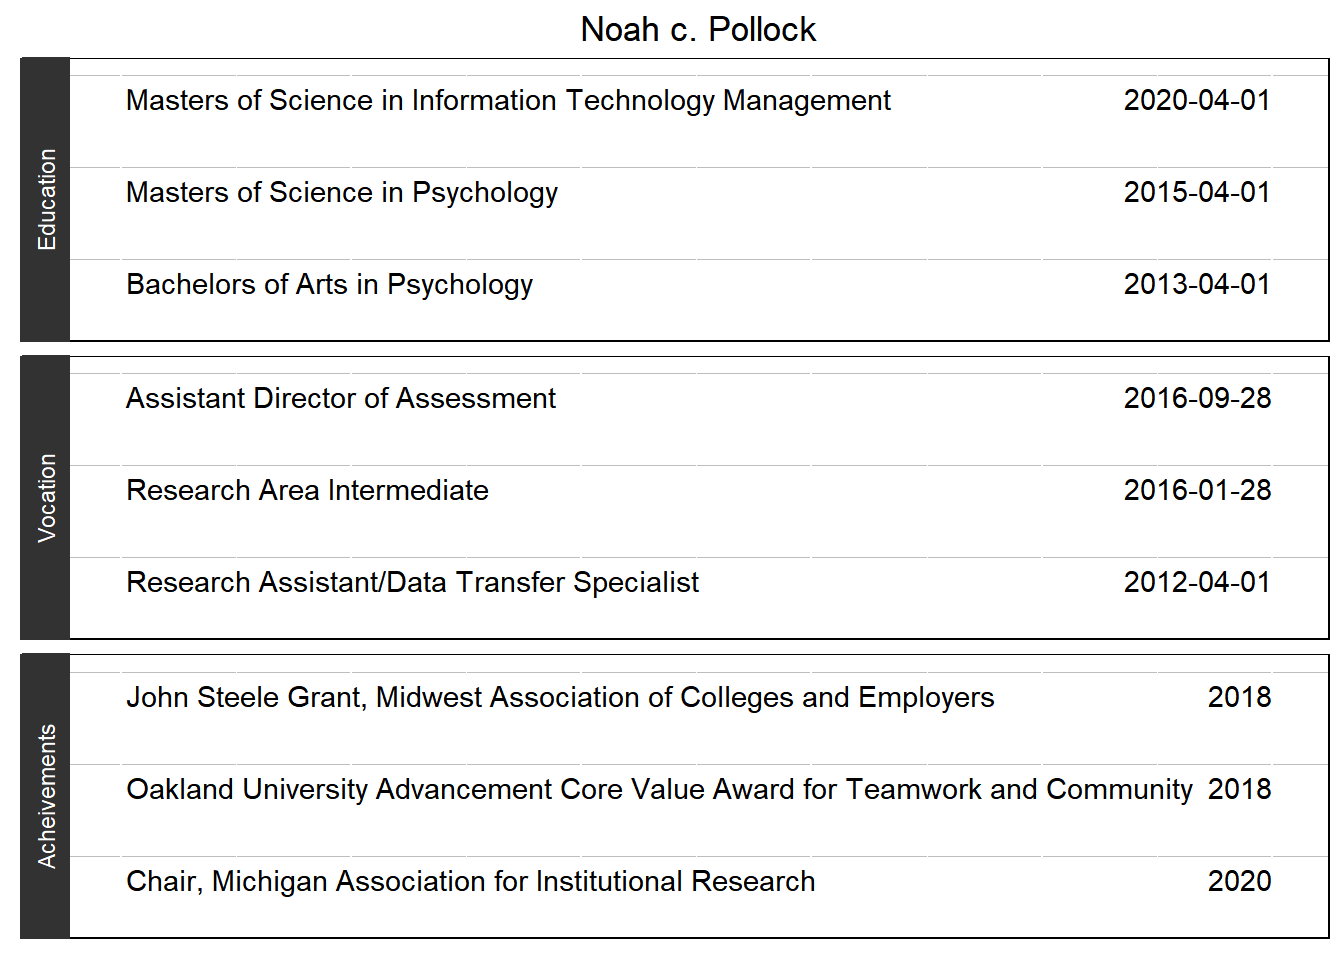 Noah c. Pollock
Education
Masters of Science in Information Technology Management 2020-04-01
Masters of Science in Psychology 2015-04-01
Bachelors of Arts in Psychology 2013-04-01
Vocation
Assistant Director of Assessment 2016-09-28
Research Area Intermediate 2016-01-28
Research Assistant/Data Transfer Specialist 2012-04-01
Acheivements
John Steele Grant, Midwest Association of Colleges and Employers 2018
Oakland University Advancement Core Value Award for Teamwork and Community 2018
Chair, Michigan Association for Institutional Research 2020